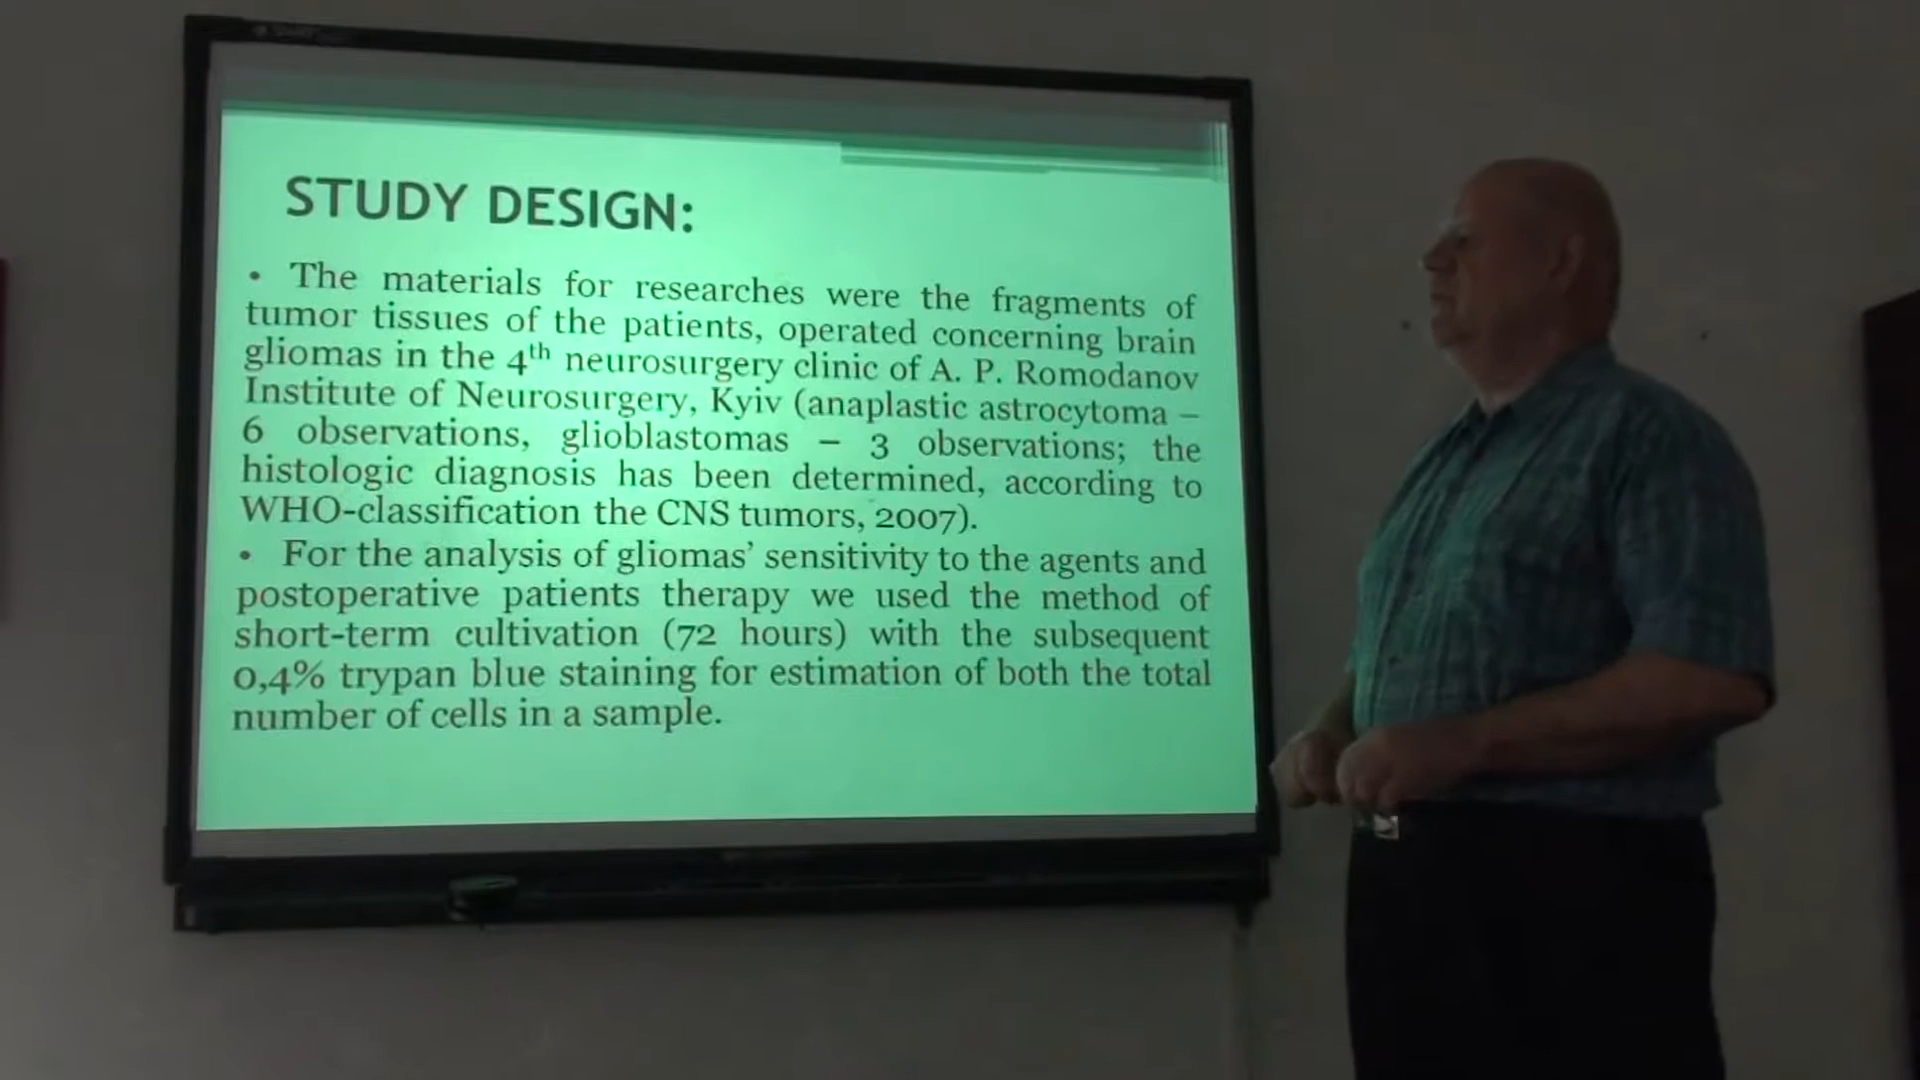 STUDY DESIGN:
• The materials for researches were the fragments of
tumor tissues of the patients, operated concerning brain
gliomas in the 4th neurosurgery clinic of A. P. Romodanov
Institute of Neurosurgery, Kyiv (anaplastic astrocytoma –
6 observations, glioblastomas – 3 observations; the
histologic diagnosis has been determined, according to
WHO-classification the CNS tumors, 2007).
• For the analysis of gliomas’ sensitivity to the agents and
postoperative patients therapy we used the method of
short-term cultivation (72 hours) with the subsequent
0,4% trypan blue staining for estimation of both the total
number of cells in a sample.